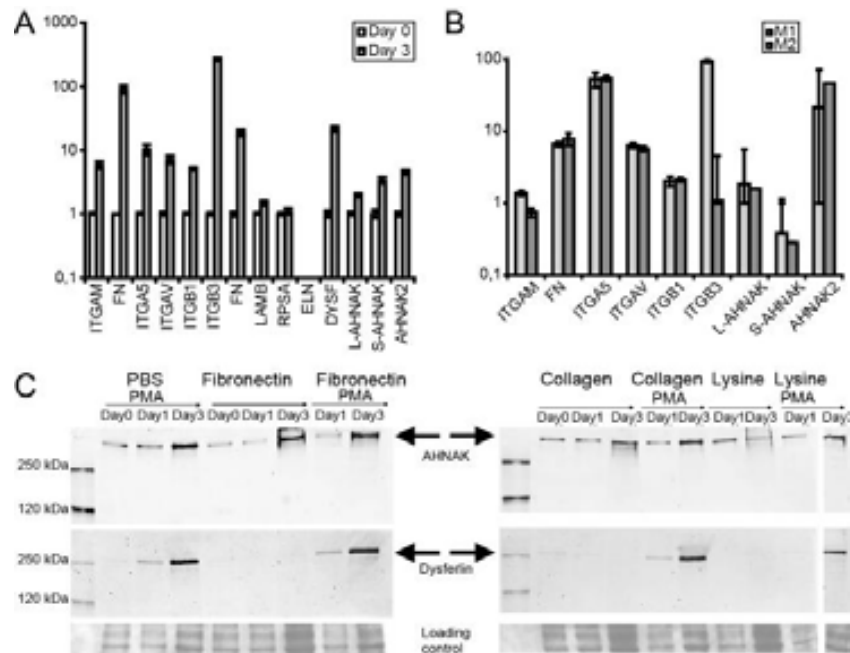 A
1000
100
10
1
0,1
Day 0
Day 3
ITGAM
FN
ITGA5
ITGAV
ITGB1
ITGB3
FN
LAMB
RPSA
ELN
DYSF
L-AHNAK
S-AHNAK
AHNAK2
B
100
10
1
0,1
M1
M2
ITGAM
FN
ITGA5
ITGAV
ITGB1
ITGB3
L-AHNAK
S-AHNAK
AHNAK2
C
PBS Fibronectin Fibronectin
PMA PMA
Day0 Day1 Day3 Day0 Day1 Day3 Day1 Day3
250 kDa
120 kDa
250 kDa
120 kDa
AHNAK
Dysferlin
Loading
control
Collagen Collagen Lysine Lysine
PMA PMA
Day0 Day1 Day3 Day1 Day3 Day1 Day3 Day1 Day3